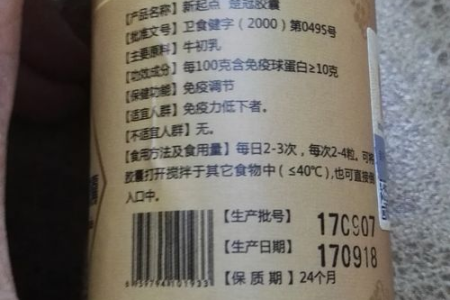 【产品名称】新起点 楚冠胶囊
【批准文号】卫食健字（2000）第0495号
【主要原料】牛初乳
【功效成分】每100克含免疫球蛋白≥10克
【保健功能】免疫调节
【适宜人群】免疫力低下者。
【不适宜人群】无。
【食用方法及食用量】每日2-3次，每次2-4粒。可将
胶囊打开搅拌于其它食物中（≤40℃），也可直接倒
入口中。
【生产批号】 170907
【生产日期】 170918
【保 质 期】24个月